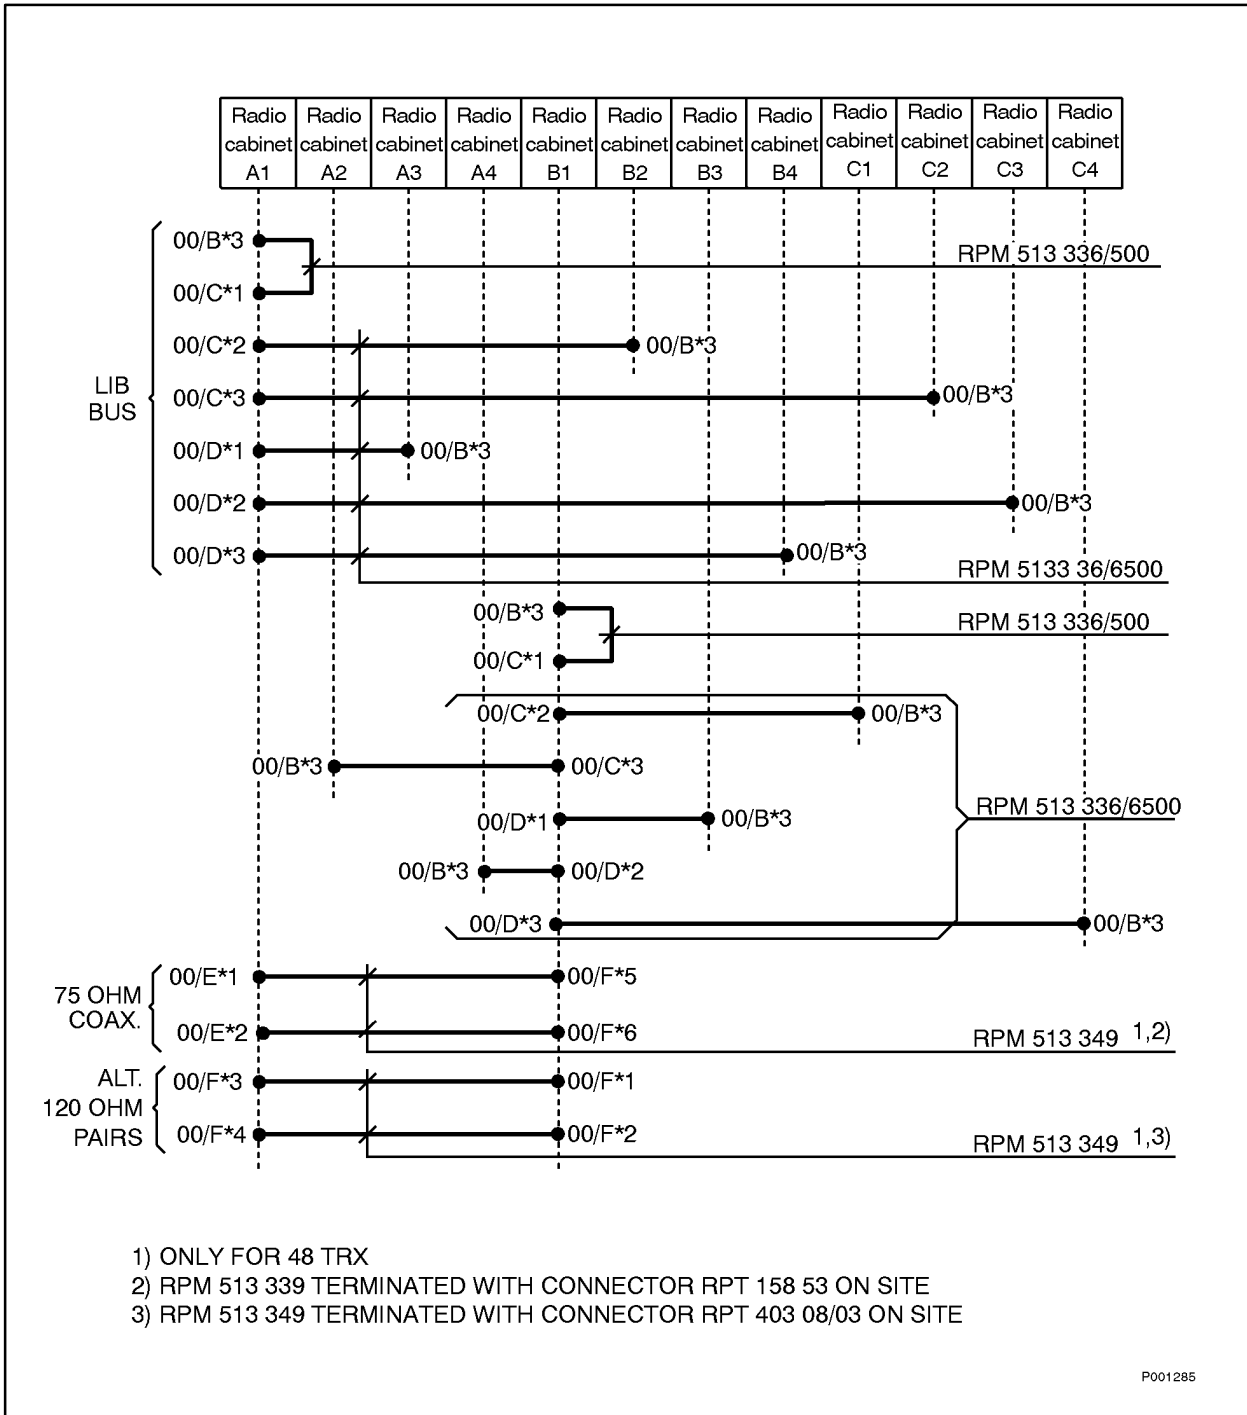 Radio cabinet A1
Radio cabinet A2
Radio cabinet A3
Radio cabinet A4
Radio cabinet B1
Radio cabinet B2
Radio cabinet B3
Radio cabinet B4
Radio cabinet C1
Radio cabinet C2
Radio cabinet C3
Radio cabinet C4
LIB
BUS
00/B*3
RPM 513 336/500
00/C*1
00/C*2 00/B*3
00/C*3 00/B*3
00/D*1 00/B*3
00/D*2 00/B*3
00/D*3 00/B*3
RPM 5133 36/6500
00/B*3
RPM 513 336/500
00/C*1
00/C*2 00/B*3
00/B*3 00/C*3
RPM 513 336/6500
00/D*1 00/B*3
00/B*3 00/D*2
00/D*3 00/B*3
75 OHM
COAX.
00/E*1 00/F*5
00/E*2 00/F*6
RPM 513 349 1,2)
ALT.
120 OHM
PAIRS
00/F*3 00/F*1
00/F*4 00/F*2
RPM 513 349 1,3)
1) ONLY FOR 48 TRX
2) RPM 513 339 TERMINATED WITH CONNECTOR RPT 158 53 ON SITE
3) RPM 513 349 TERMINATED WITH CONNECTOR RPT 403 08/03 ON SITE
P001285